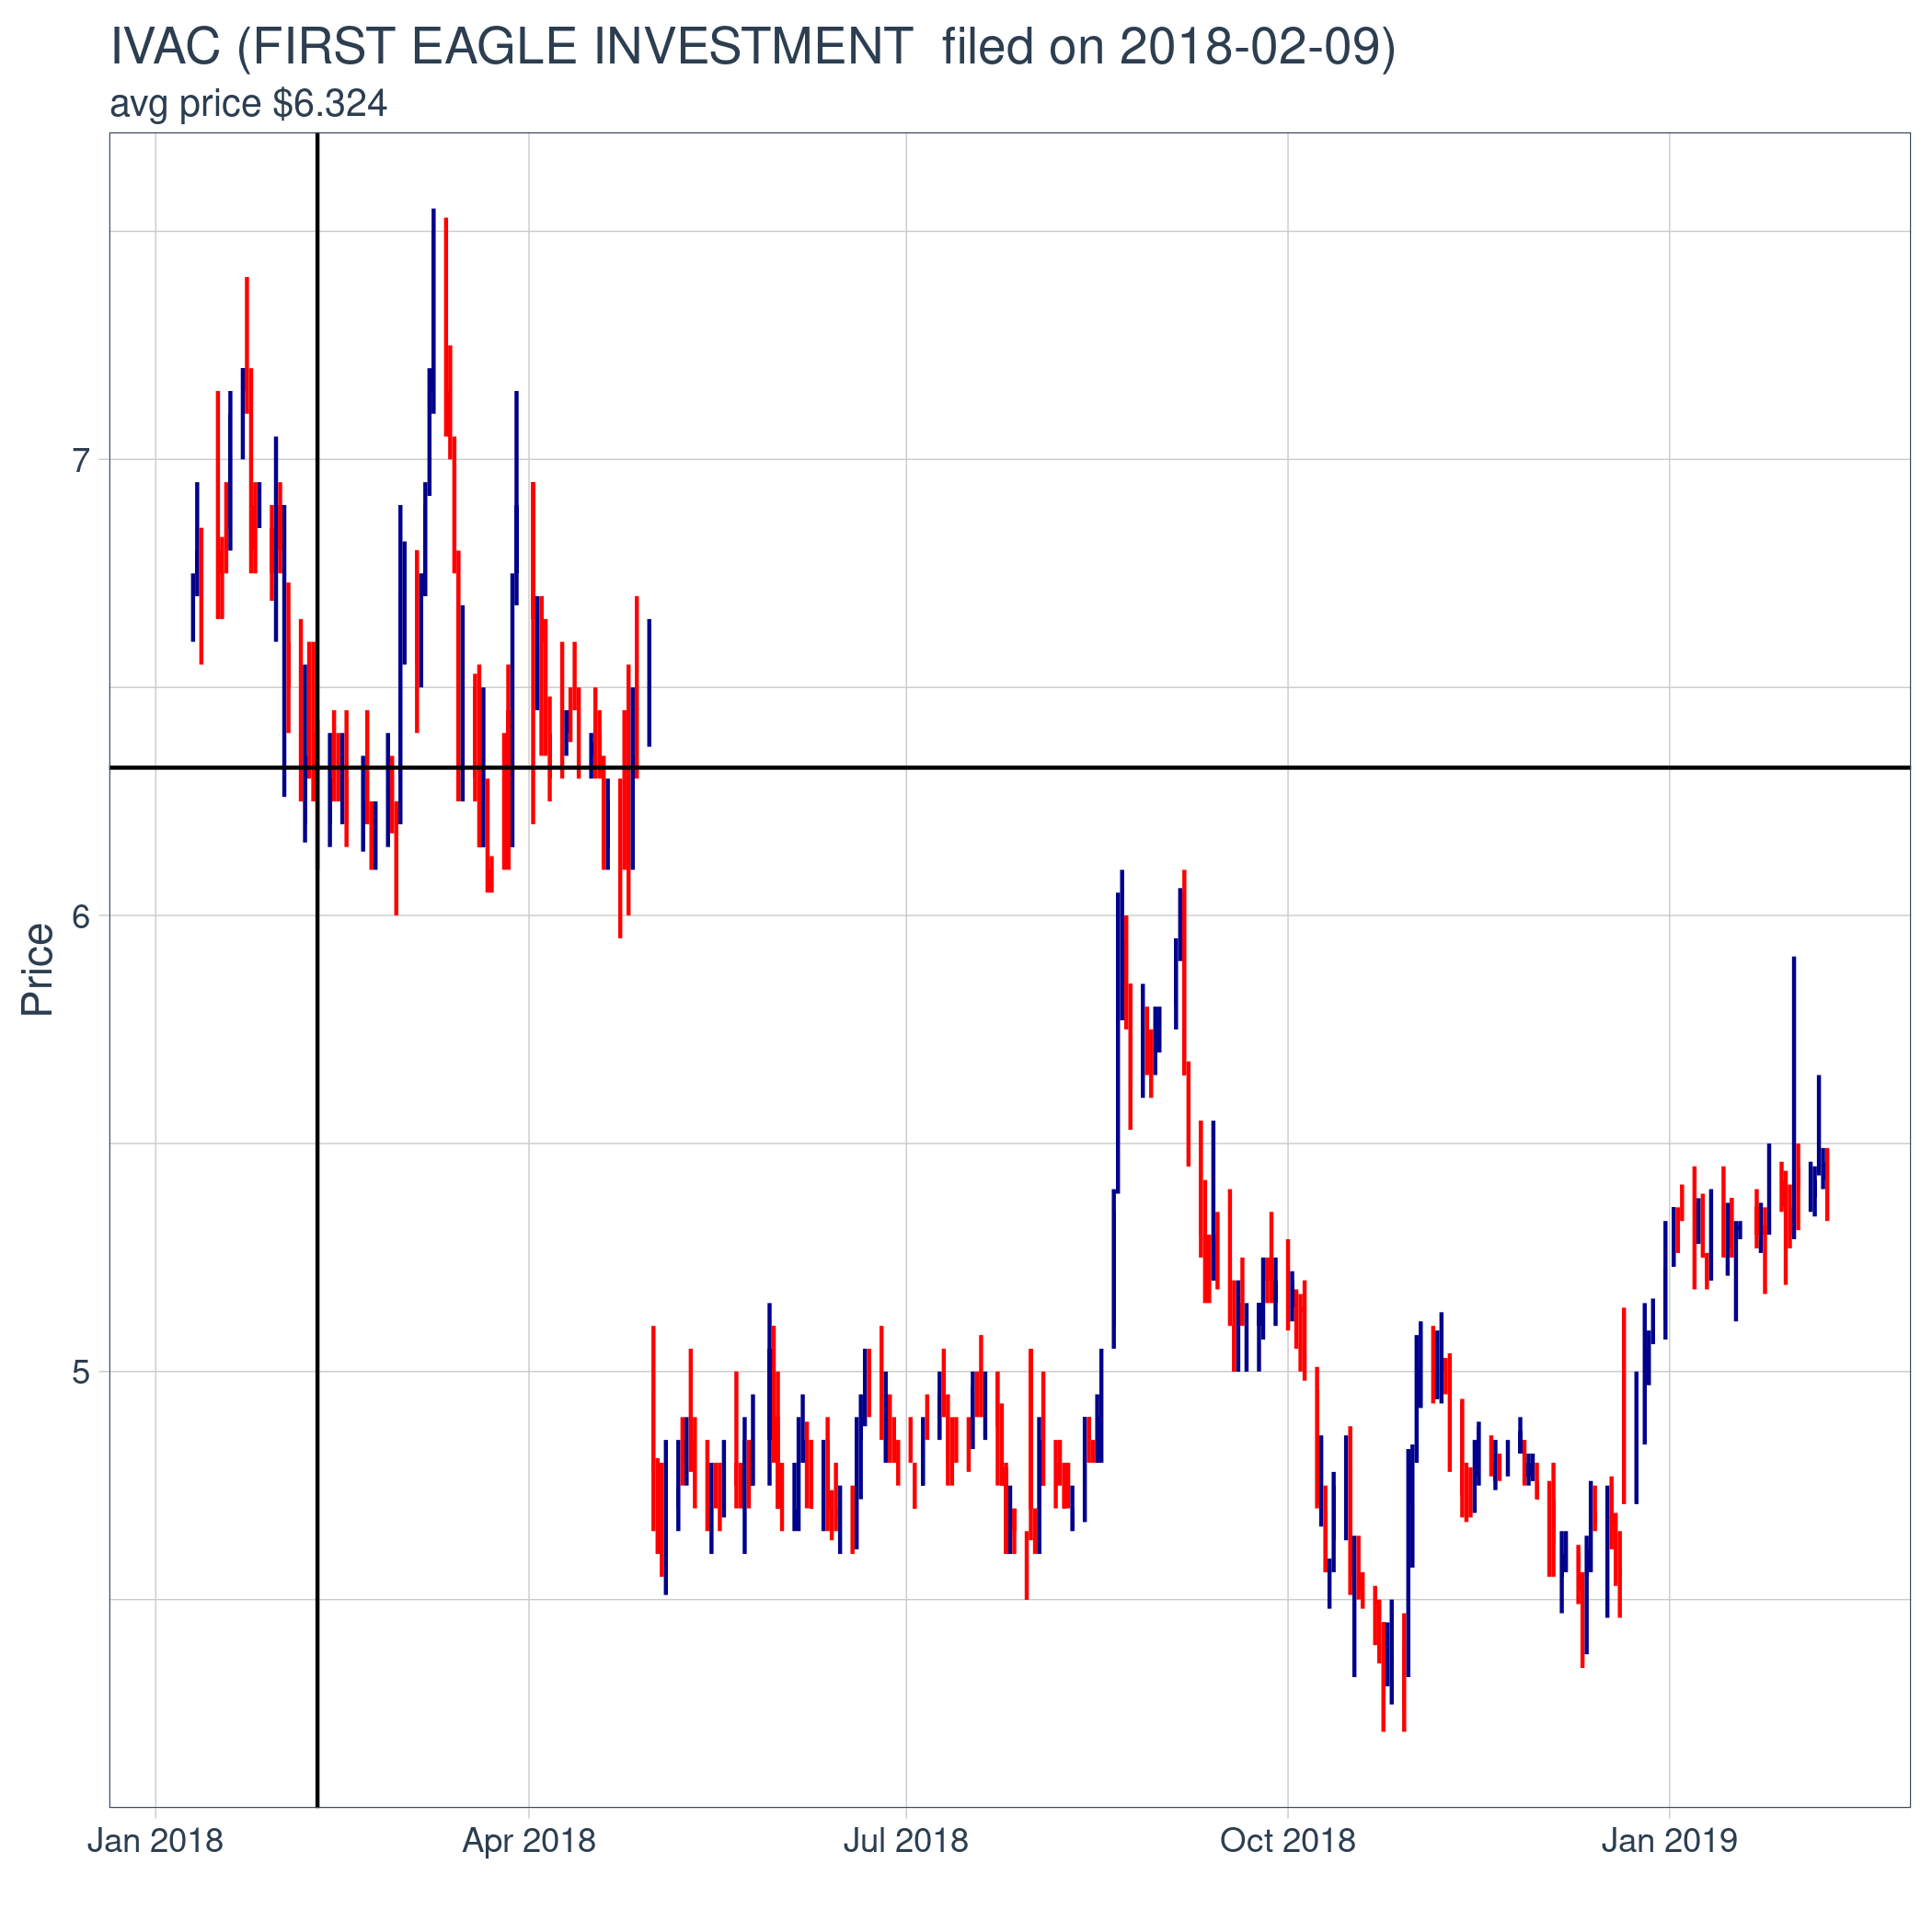 IVAC (FIRST EAGLE INVESTMENT  filed on 2018-02-09)
avg price $6.324
7
6
5
Price
Jan 2018
Apr 2018
Jul 2018
Oct 2018
Jan 2019